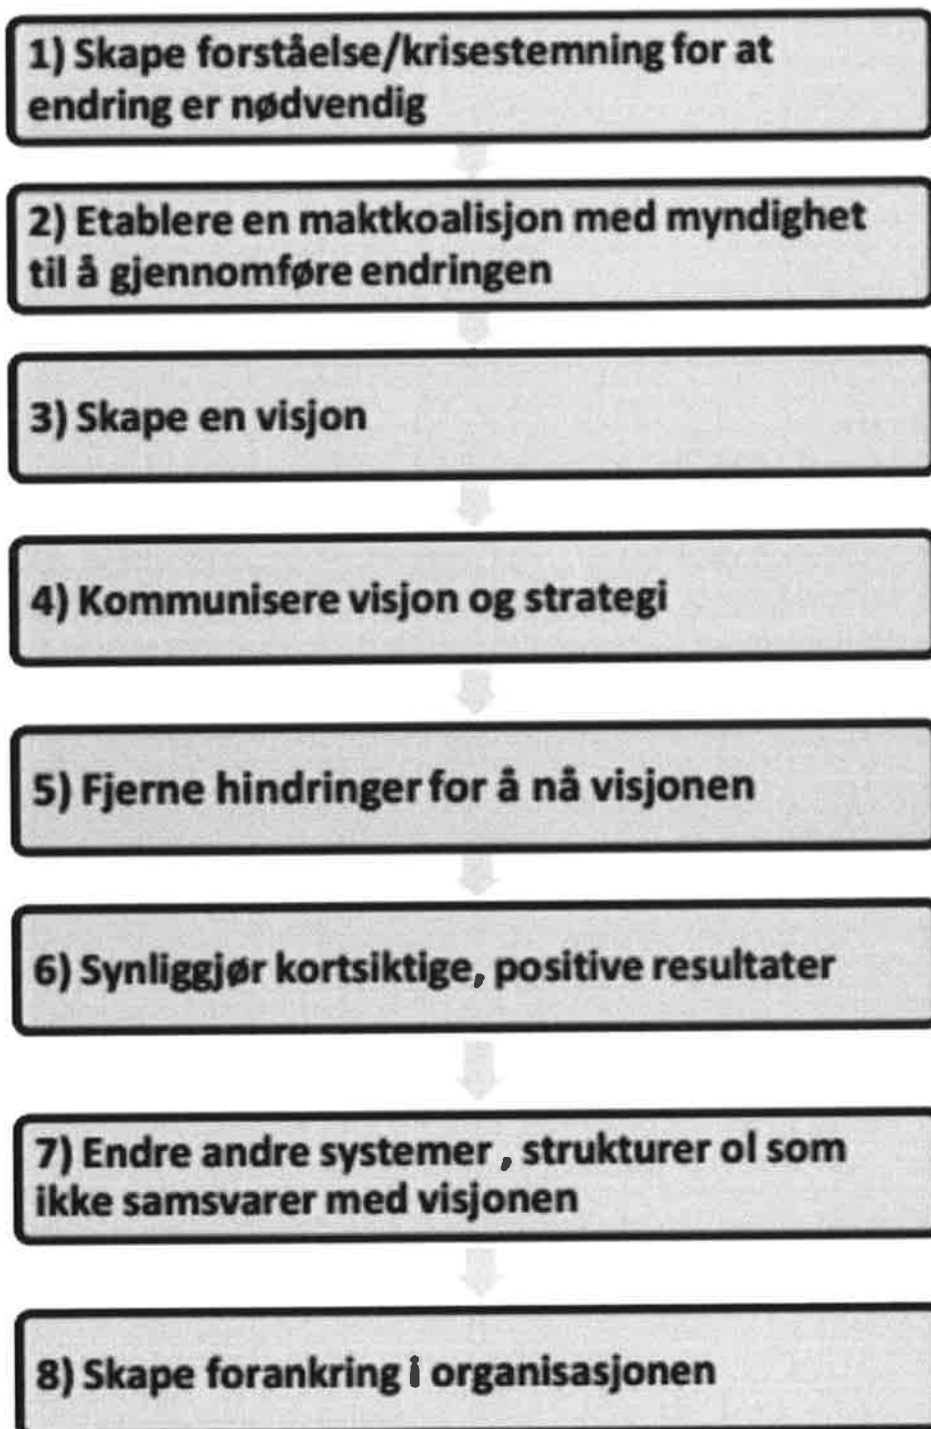 1) Skape forståelse/krisestemning for at
endring er nødvendig
2) Etablere en maktkoalisjon med myndighet
til å gjennomføre endringen
3) Skape en visjon
4) Kommunisere visjon og strategi
5) Fjerne hindringer for å nå visjonen
6) Synliggjør kortsiktige, positive resultater
7) Endre andre systemer , strukturer ol som
ikke samsvarer med visjonen
8) Skape forankring i organisasjonen